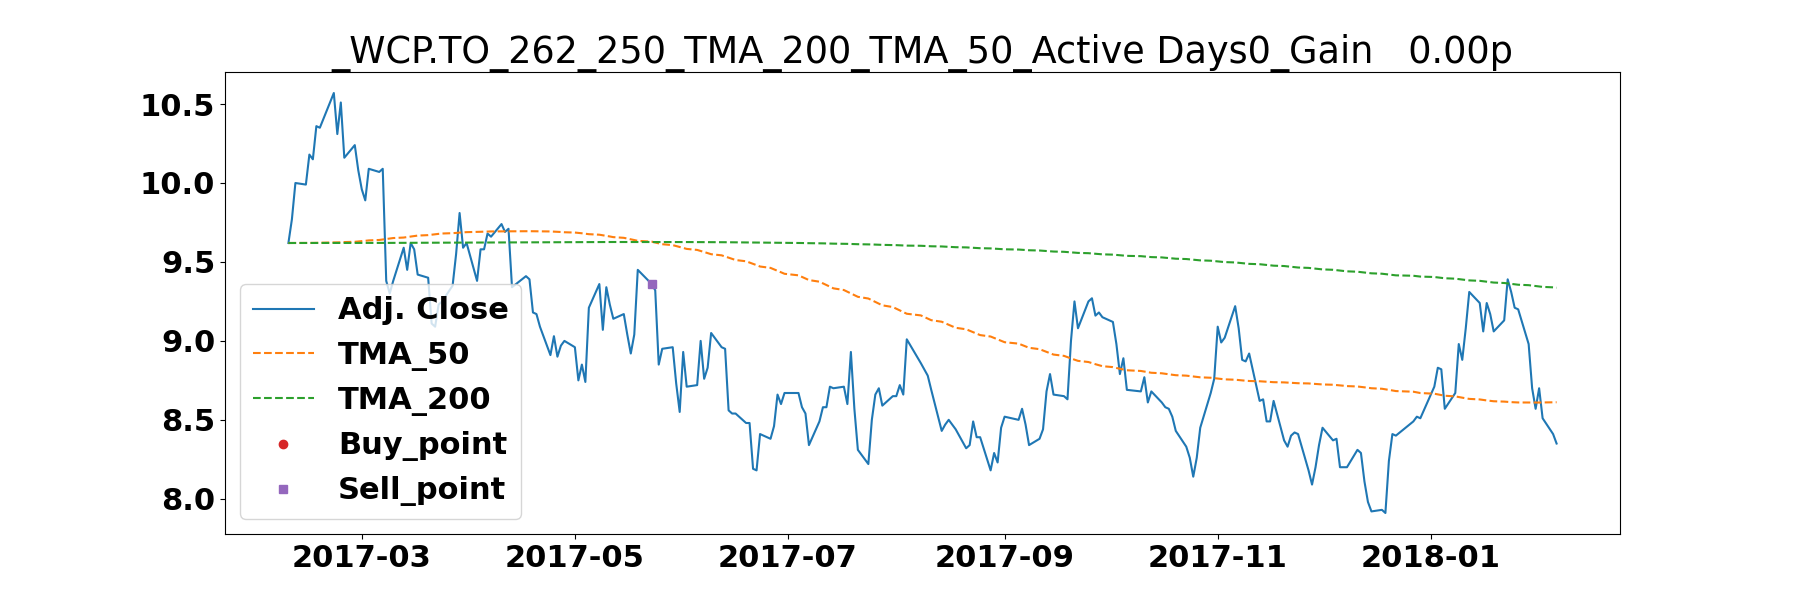 _WCP.TO_262_250_TMA_200_TMA_50_Active Days0_Gain   0.00p
10.5
10.0
9.5
9.0
8.5
8.0
Adj. Close
TMA_50
TMA_200
Buy_point
Sell_point
2017-03 2017-05 2017-07 2017-09 2017-11 2018-01